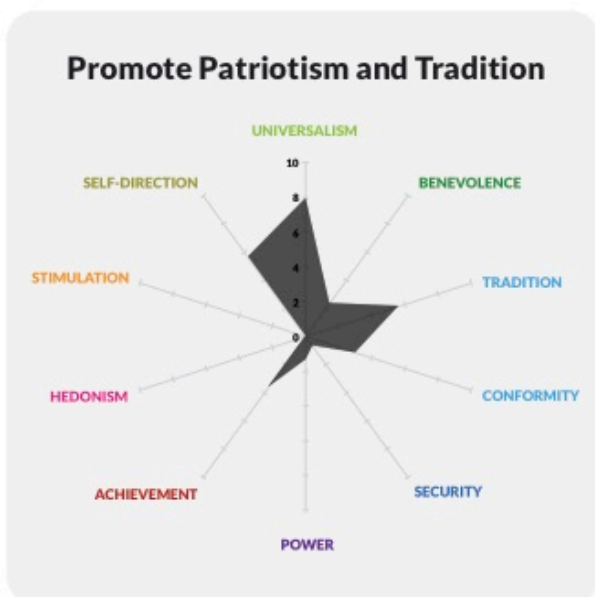 Promote Patriotism and Tradition
UNIVERSALISM
10
SELF-DIRECTION
BENEVOLENCE
8
6
STIMULATION
TRADITION
4
2
0
HEDONISM
CONFORMITY
ACHIEVEMENT
SECURITY
POWER